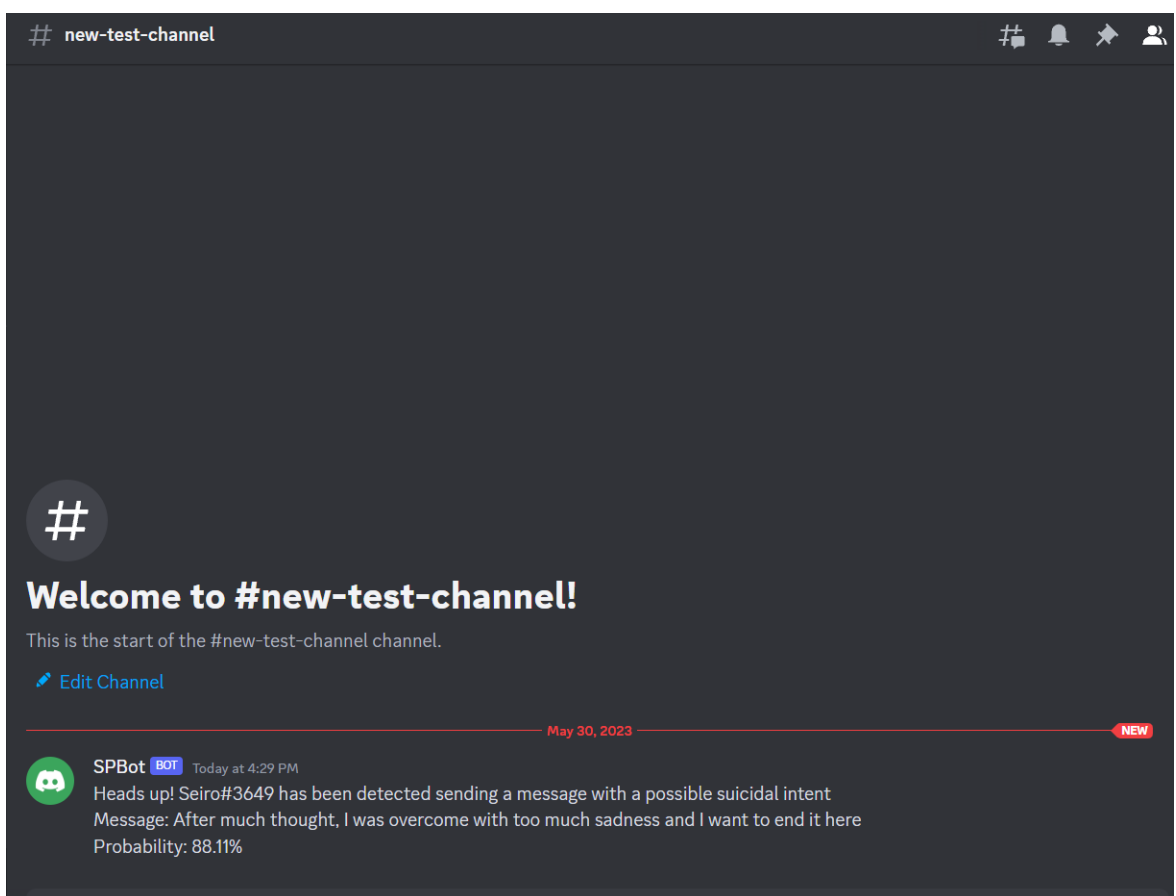 # new-test-channel
#
Welcome to #new-test-channel!
This is the start of the #new-test-channel channel.
Edit Channel
May 30, 2023 NEW
SPBot BOT Today at 4:29 PM
Heads up! Seiro#3649 has been detected sending a message with a possible suicidal intent
Message: After much thought, I was overcome with too much sadness and I want to end it here
Probability: 88.11%